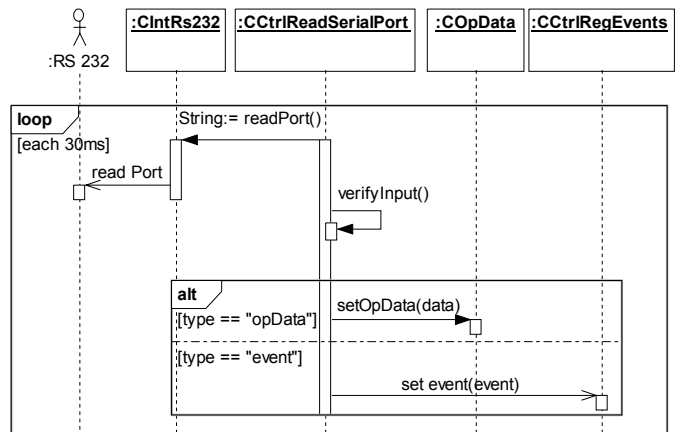 :CIntRs232
:CCtrlReadSerialPort
:COpData
:CCtrlRegEvents
:RS 232
loop
String:= readPort()
[each 30ms]
read Port
verifyInput()
alt
setOpData(data)
[type == "opData"]
[type == "event"]
set event(event)